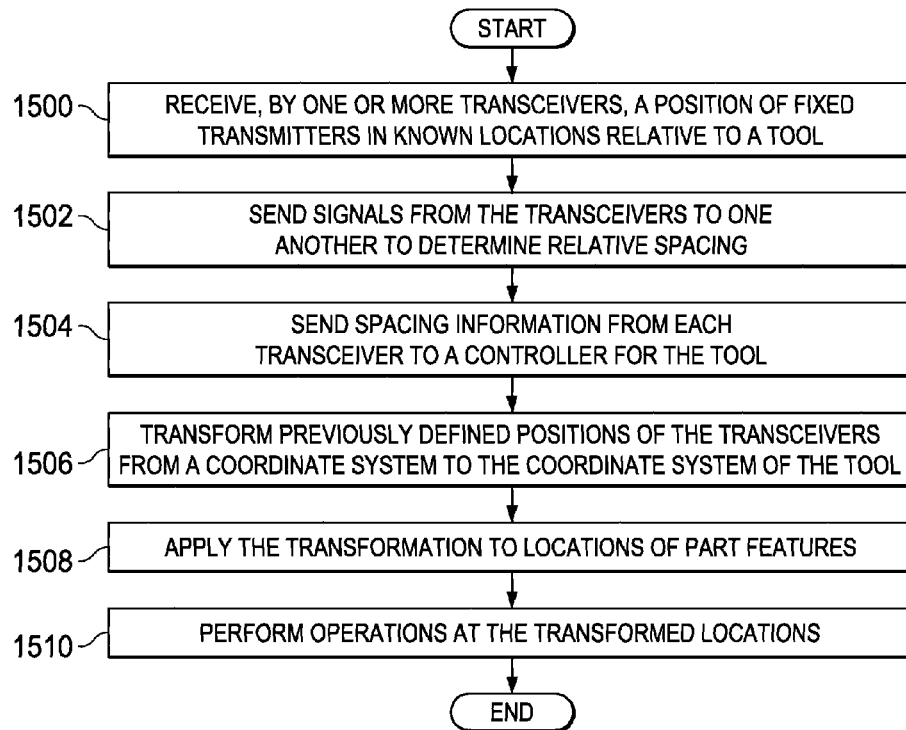 START
1500
RECEIVE, BY ONE OR MORE TRANSCEIVERS, A POSITION OF FIXED
TRANSMITTERS IN KNOWN LOCATIONS RELATIVE TO A TOOL
1502
SEND SIGNALS FROM THE TRANSCEIVERS TO ONE
ANOTHER TO DETERMINE RELATIVE SPACING
1504
SEND SPACING INFORMATION FROM EACH
TRANSCEIVER TO A CONTROLLER FOR THE TOOL
1506
TRANSFORM PREVIOUSLY DEFINED POSITIONS OF THE TRANSCEIVERS
FROM A COORDINATE SYSTEM TO THE COORDINATE SYSTEM OF THE TOOL
1508
APPLY THE TRANSFORMATION TO LOCATIONS OF PART FEATURES
1510
PERFORM OPERATIONS AT THE TRANSFORMED LOCATIONS
END